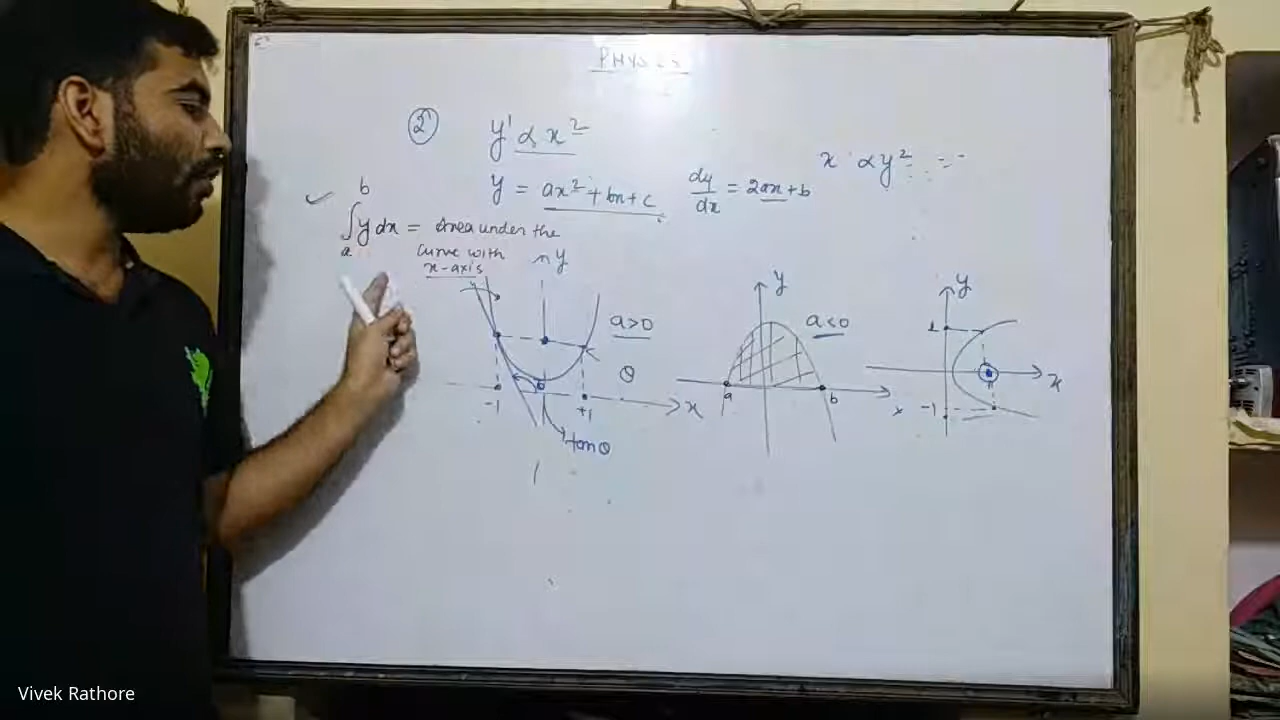 PHYSICS
2
y' ∝ x²
x ∝ y²
y = ax² + bx + c
dy/dx = 2ax + b
∫ₐᵇ y dx = Area under the
curve with
x-axis
y
a>0
θ
-1
+1
x
tanθ
y
a<0
a
b
y
1
x
-1
Vivek Rathore